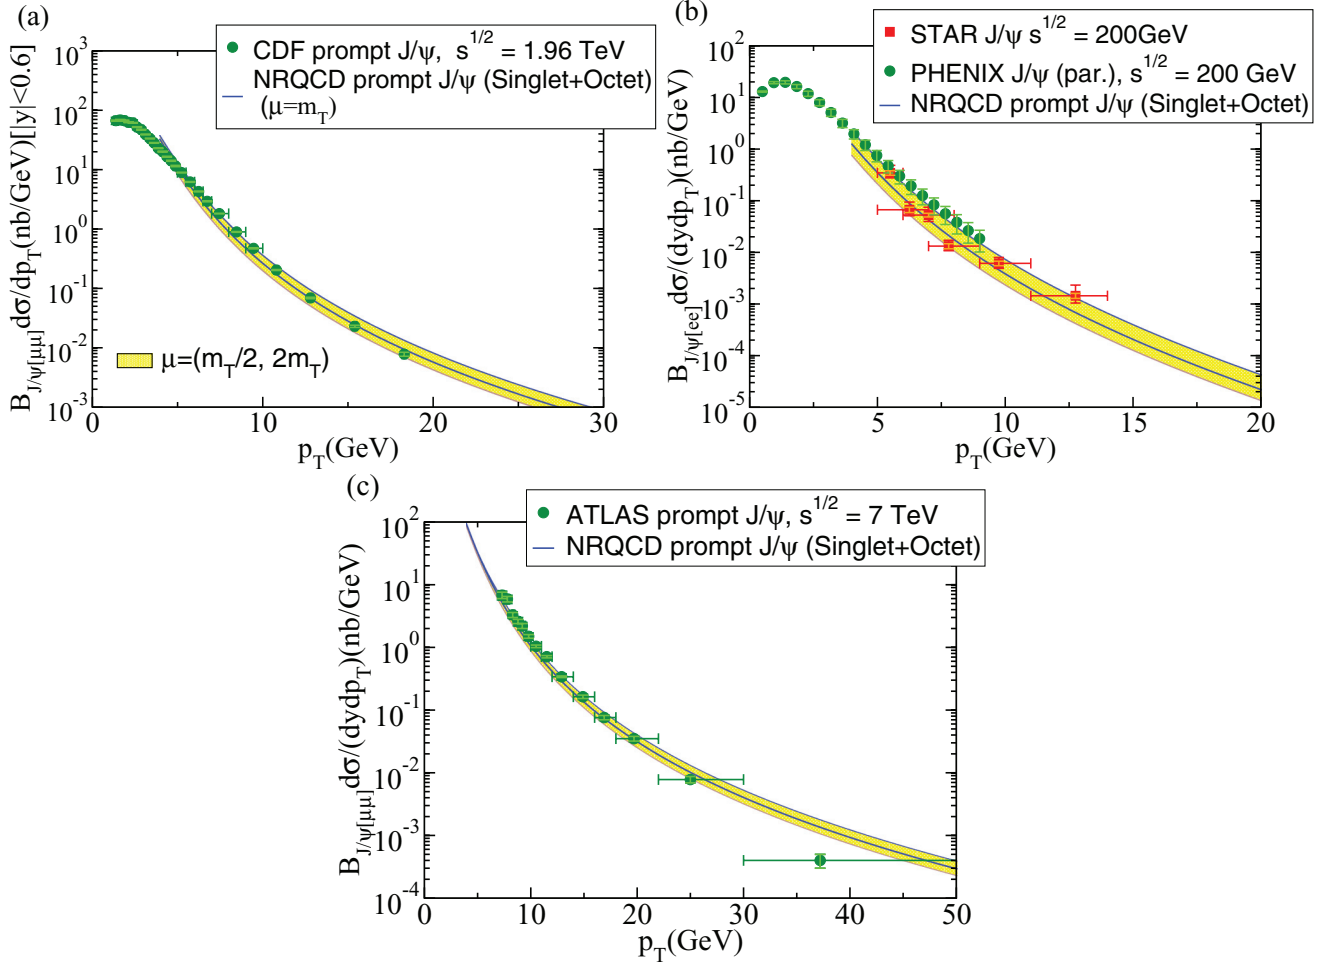 (a)
CDF prompt J/ψ, s^{1/2} = 1.96 TeV
NRQCD prompt J/ψ (Singlet+Octet)
(μ=m_T)
B_{J/ψ[μμ]}dσ/dp_T(nb/GeV)[|y|<0.6]
10^3
10^2
10^1
10^0
10^{-1}
10^{-2}
10^{-3}
μ=(m_T/2, 2m_T)
0
10
20
30
p_T(GeV)
(b)
STAR J/ψ s^{1/2} = 200GeV
PHENIX J/ψ (par.), s^{1/2} = 200 GeV
NRQCD prompt J/ψ (Singlet+Octet)
B_{J/ψ[ee]}dσ/(dydp_T)(nb/GeV)
10^2
10^1
10^0
10^{-1}
10^{-2}
10^{-3}
10^{-4}
10^{-5}
0
5
10
15
20
p_T(GeV)
(c)
ATLAS prompt J/ψ, s^{1/2} = 7 TeV
NRQCD prompt J/ψ (Singlet+Octet)
B_{J/ψ[μμ]}dσ/(dydp_T)(nb/GeV)
10^2
10^1
10^0
10^{-1}
10^{-2}
10^{-3}
10^{-4}
0
10
20
30
40
50
p_T(GeV)